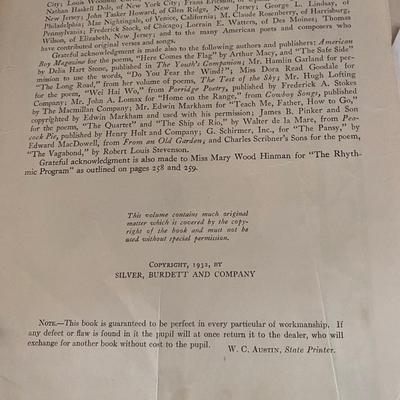 City; Louis Woodson
Nathan Haskell Dole, of New York City; Frans Ericson,
New Jersey; John Tasker Howard, of Glen Ridge, New Jersey; George L. Lindsay, of
Philadelphia; Mae Nightingale, of Venice, California; M. Claude Rosenberry, of Harrisburg,
Pennsylvania; Frederick Stock, of Chicago; Lorrain E. Watters, of Des Moines; Thomas
Wilson, of Elizabeth, New Jersey; and to the many American poets and composers who
have contributed original verses and songs.
Grateful acknowledgment is made also to the following authors and publishers: American
Boy Magazine for the poems, "Here Comes the Flag" by Arthur Macy, and "The Safe Side"
by Delia Hart Stone, published in The Youth's Companion; Mr. Hamlin Garland for per-
mission to use the words, "Do You Fear the Wind?"; Miss Dora Read Goodale for
"The Long Road," from her volume of poems, The Test of the Sky; Mr. Hugh Lofting
for the poem, "Wei Hai Wo," from Porridge Poetry, published by Frederick A. Stokes
Company; Mr. John A. Lomax for "Home on the Range," from Cowboy Songs, published by
The Macmillan Company; Mr. Edwin Markham for "Teach Me, Father, How to Go,"
copyrighted by Edwin Markham and used with his permission; James B. Pinker and Son
for the poems, "The Quartet" and "The Ship of Rio," by Walter de la Mare, from Pea-
cock Pie, published by Henry Holt and Company; G. Schirmer, Inc., for "The Pansy," by
Edward MacDowell, from From an Old Garden; and Charles Scribner's Sons for the poem,
"The Vagabond," by Robert Louis Stevenson.
Grateful acknowledgment is also made to Miss Mary Wood Hinman for "The Rhyth-
mic Program" as outlined on pages 258 and 259.
This volume contains much original
matter which is covered by the copy-
right of the book and must not be
used without special permission.
Copyright, 1932, by
SILVER, BURDETT AND COMPANY
Note.—This book is guaranteed to be perfect in every particular of workmanship. If
any defect or flaw is found in it the pupil will at once return it to the dealer, who will
exchange for another book without cost to the pupil.
W. C. Austin, State Printer.